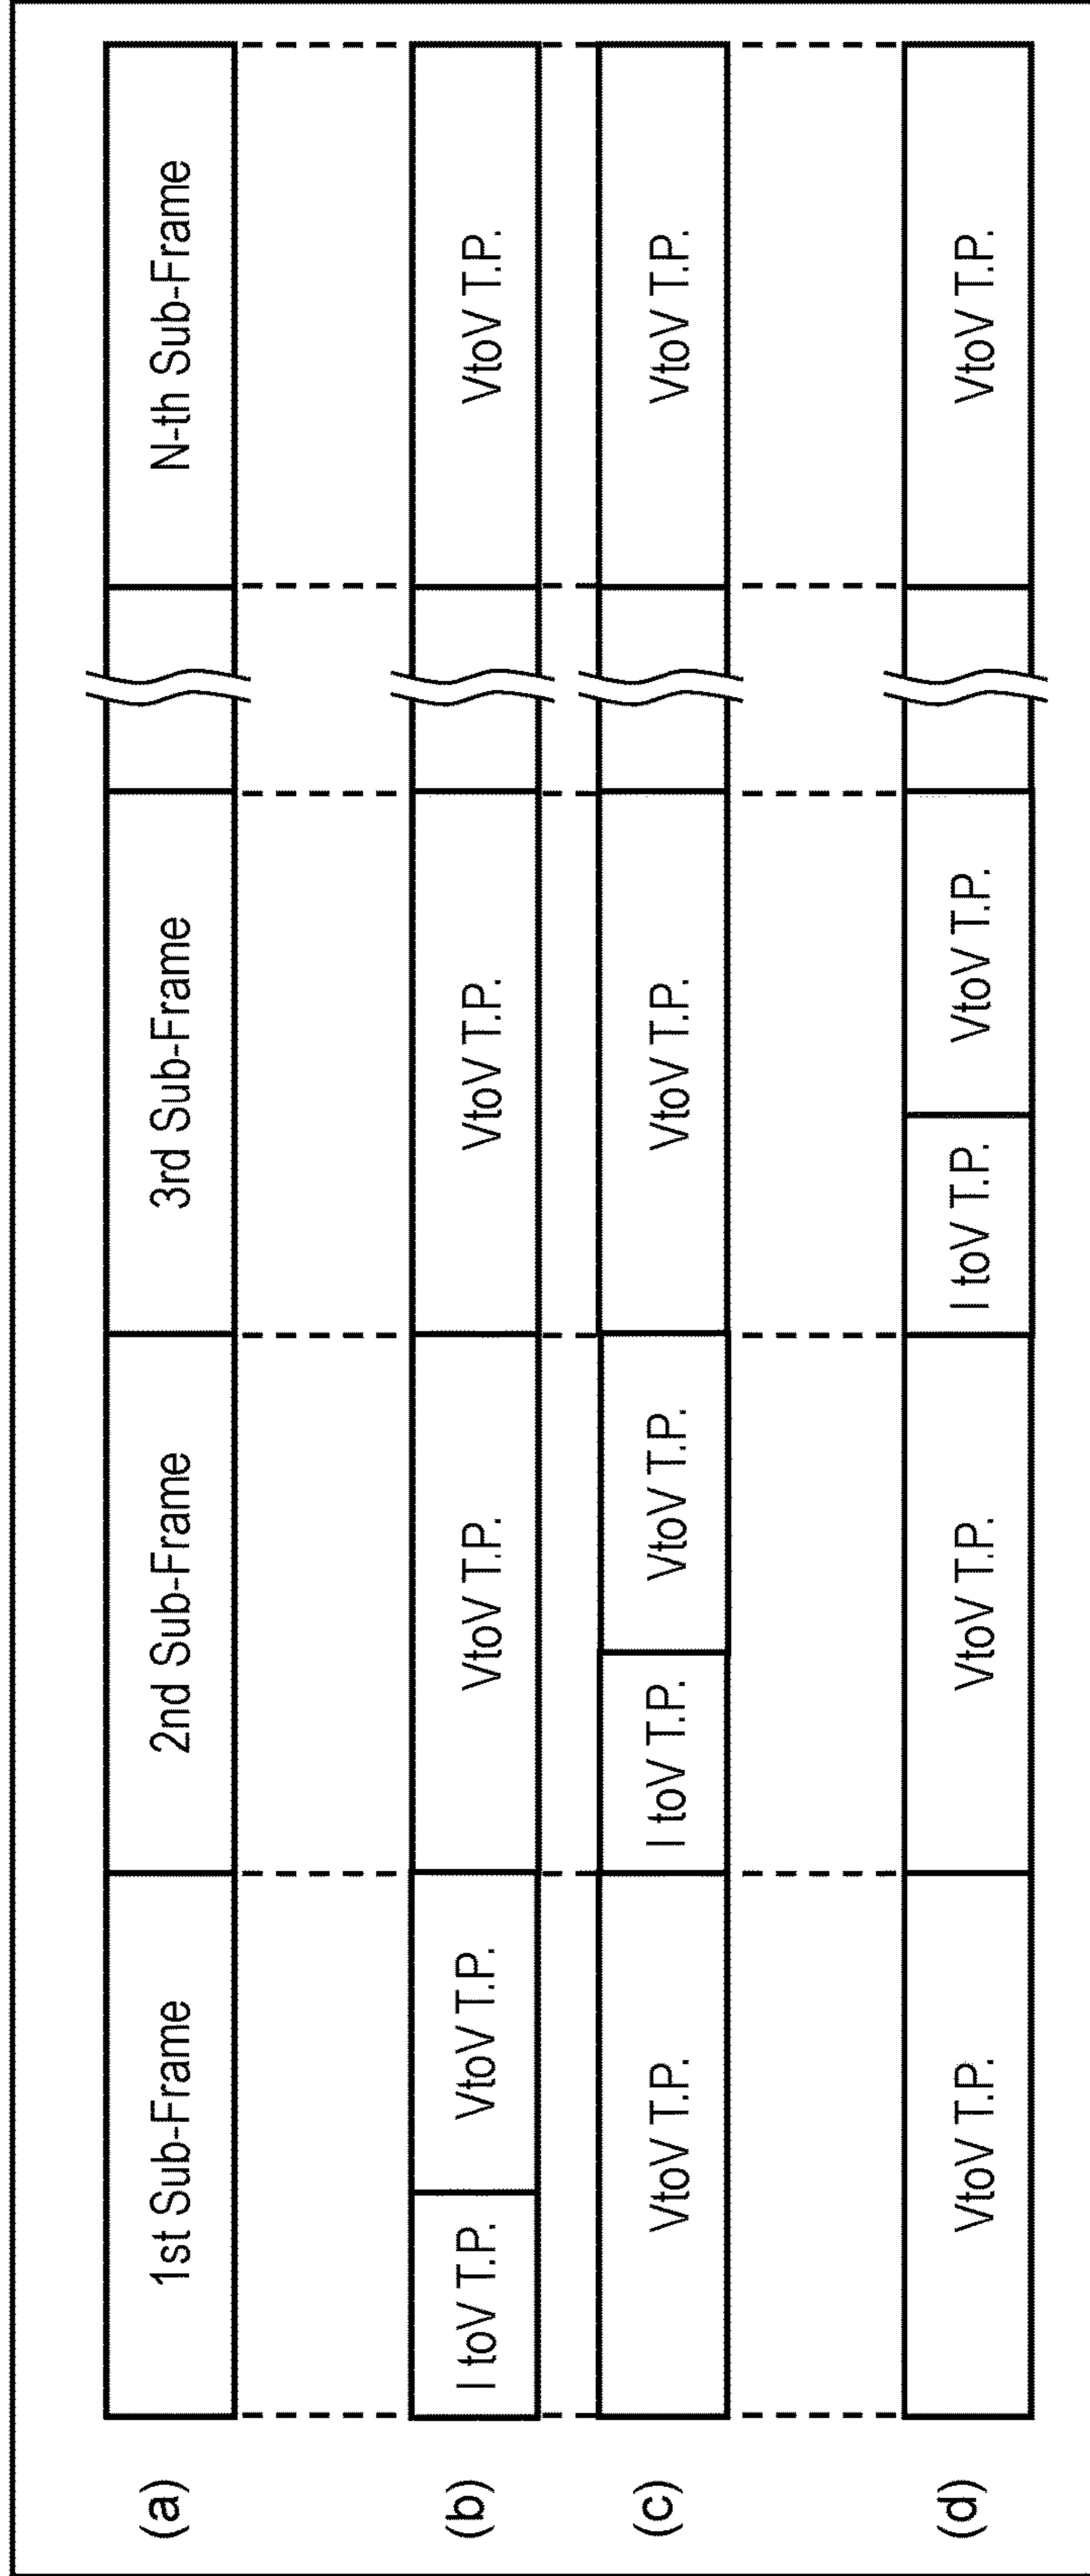 (a) 1st Sub-Frame 2nd Sub-Frame 3rd Sub-Frame N-th Sub-Frame
(b) I toV T.P. VtoV T.P. VtoV T.P. VtoV T.P. VtoV T.P.
(c) VtoV T.P. I toV T.P. VtoV T.P. VtoV T.P. VtoV T.P.
(d) VtoV T.P. VtoV T.P. I toV T.P. VtoV T.P. VtoV T.P.